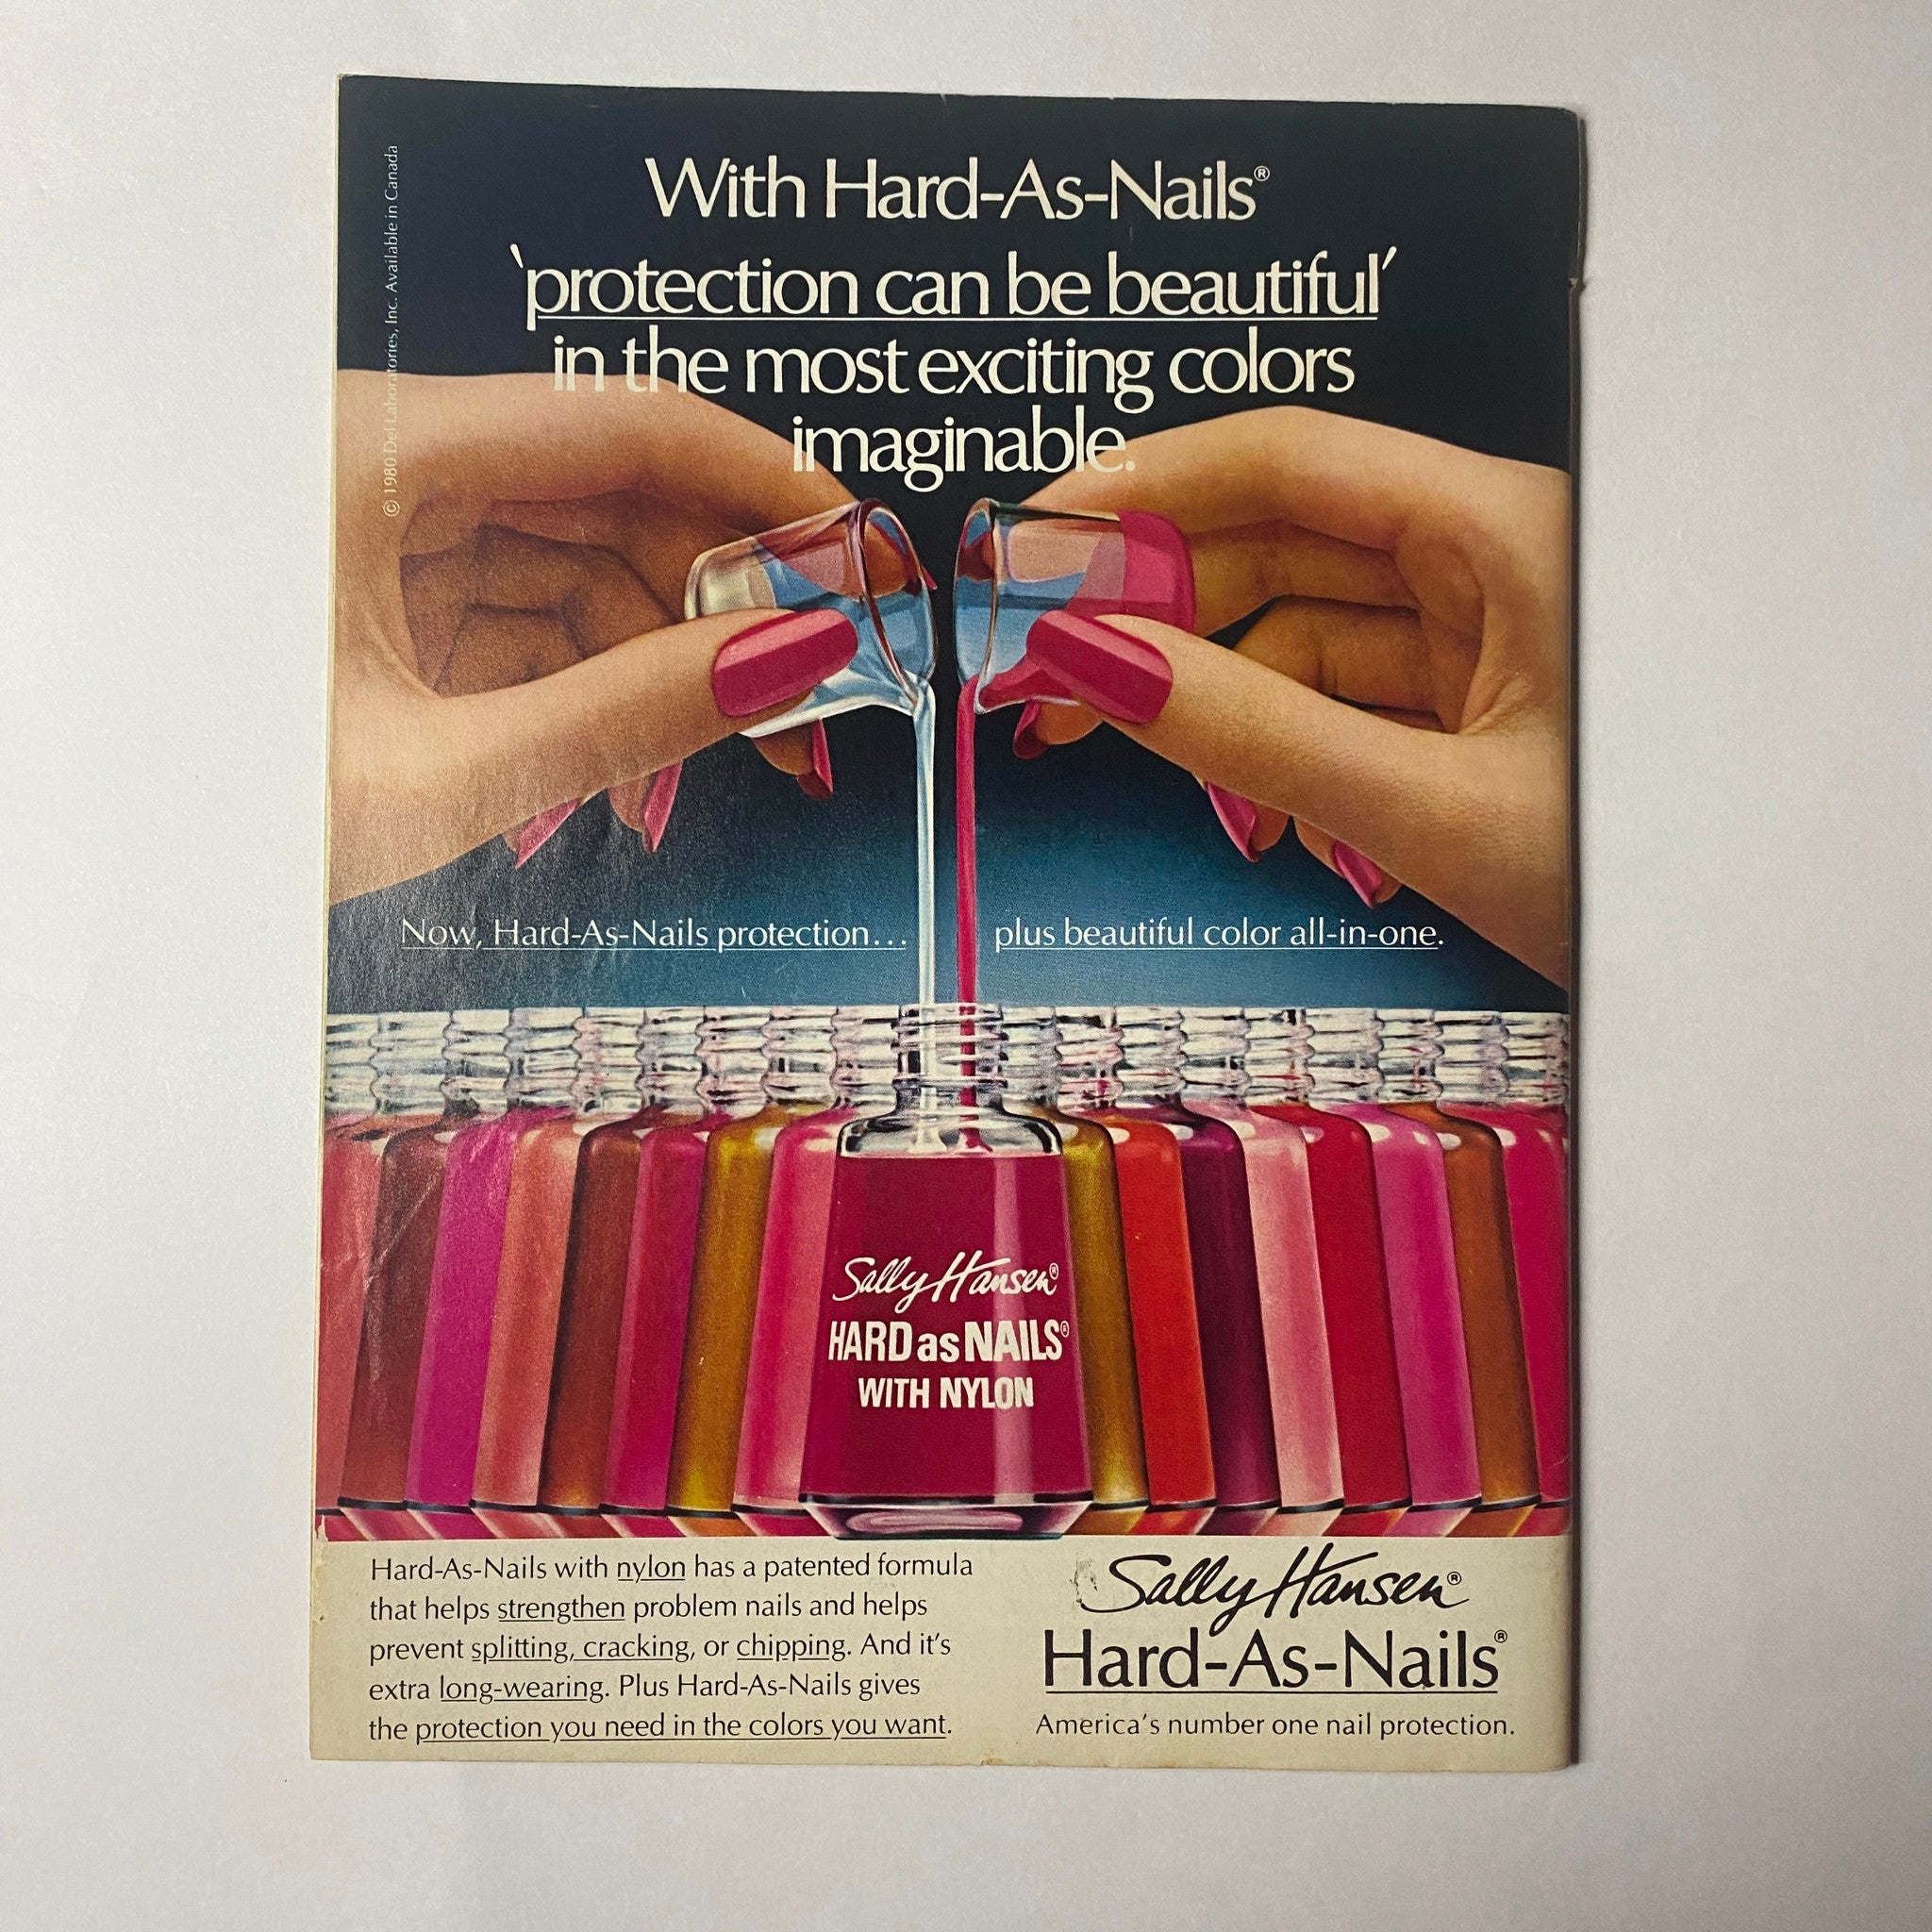 With Hard-As-Nails®
'protection can be beautiful'
in the most exciting colors
imaginable.
© 1980 Del Laboratories, Inc. Available in Canada
Now, Hard-As-Nails protection...
plus beautiful color all-in-one.
Sally Hansen®
HARD as NAILS®
WITH NYLON
Hard-As-Nails with nylon has a patented formula
that helps strengthen problem nails and helps
prevent splitting, cracking, or chipping. And it's
extra long-wearing. Plus Hard-As-Nails gives
the protection you need in the colors you want.
Sally Hansen®
Hard-As-Nails®
America's number one nail protection.